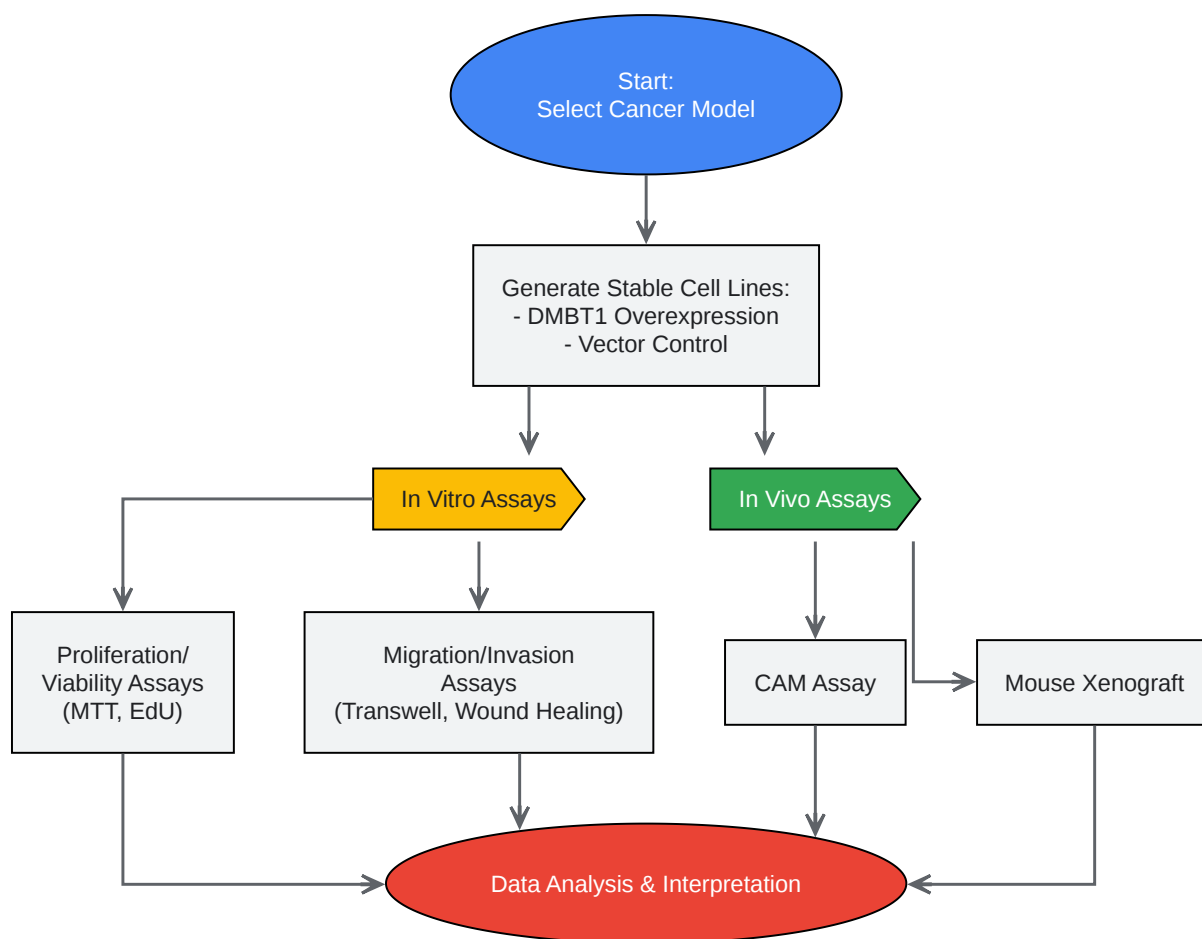 Start:
Select Cancer Model
Generate Stable Cell Lines:
- DMBT1 Overexpression
- Vector Control
In Vitro Assays
In Vivo Assays
Proliferation/
Viability Assays
(MTT, EdU)
Migration/Invasion
Assays
(Transwell, Wound Healing)
CAM Assay
Mouse Xenograft
Data Analysis & Interpretation